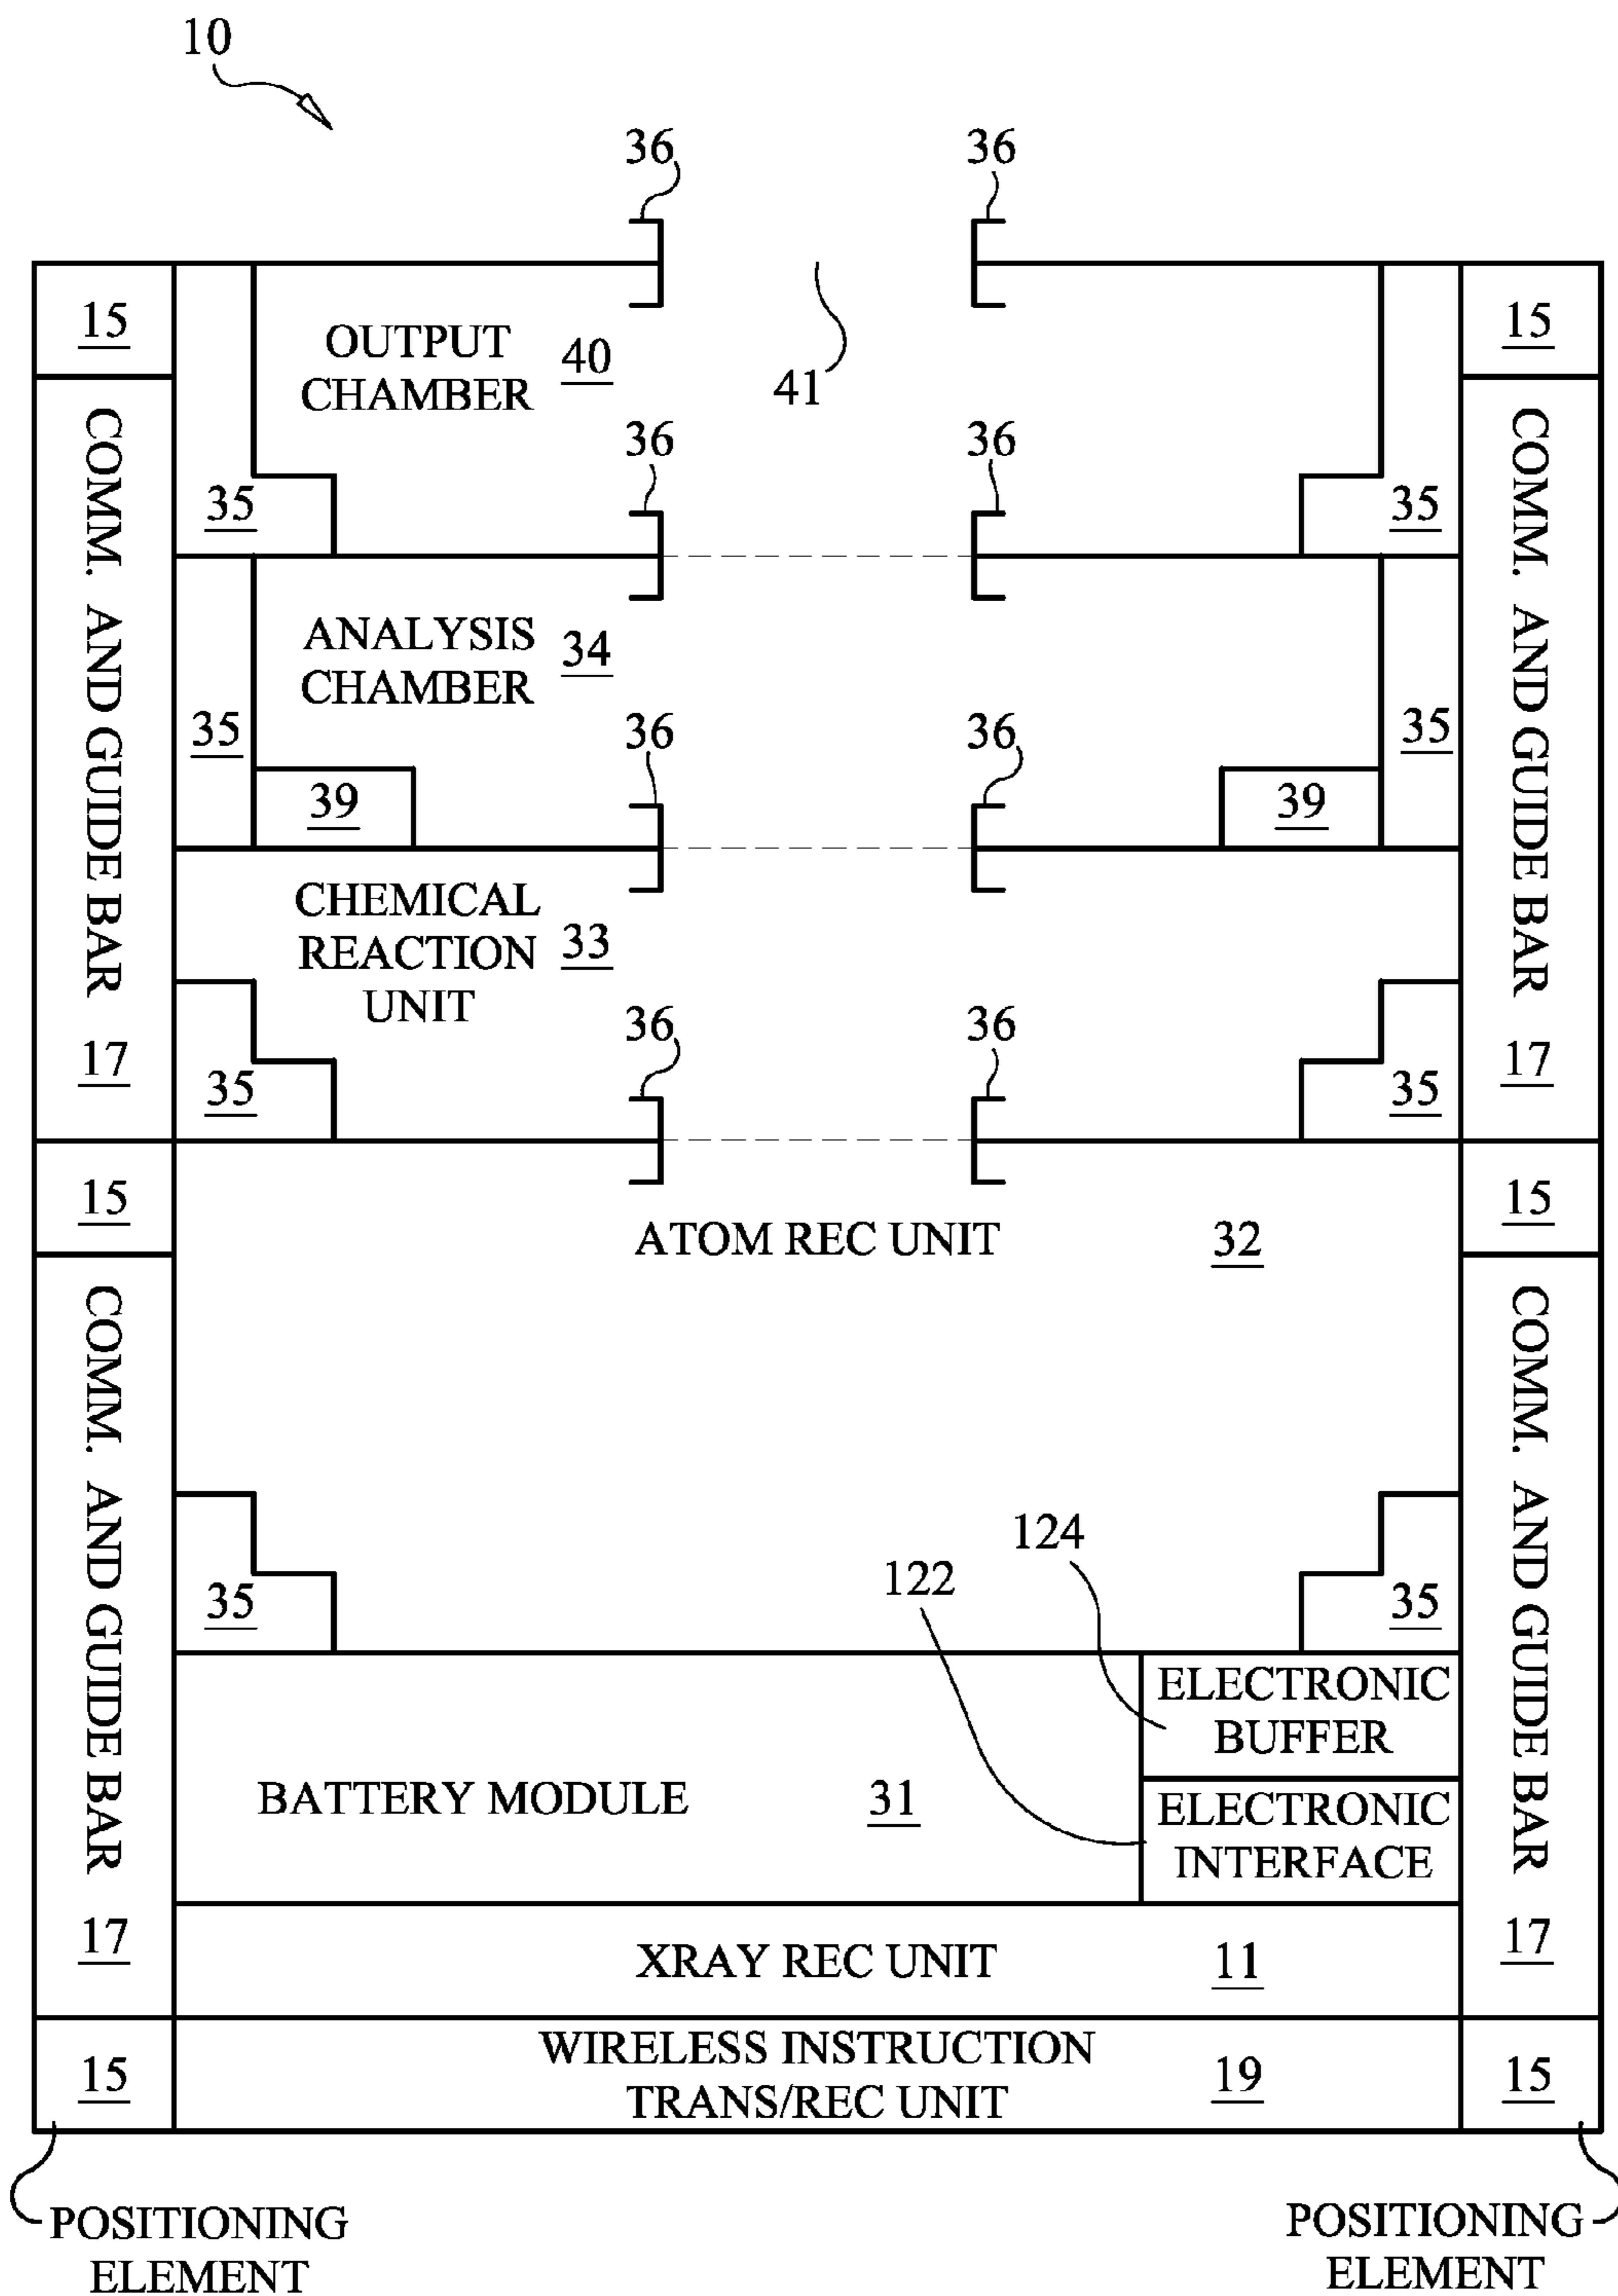 10
36 36
15 15
OUTPUT
CHAMBER 40
41
36 36
COMM. AND GUIDE BAR
COMM. AND GUIDE BAR
35 35
ANALYSIS
CHAMBER 34
36 36
35 35
39 39
CHEMICAL
REACTION
UNIT
33
36 36
17 17
35 35
15 15
ATOM REC UNIT 32
COMM. AND GUIDE BAR
COMM. AND GUIDE BAR
124
122
35 35
ELECTRONIC
BUFFER
BATTERY MODULE 31
ELECTRONIC
INTERFACE
17 17
XRAY REC UNIT 11
WIRELESS INSTRUCTION
TRANS/REC UNIT
19
15 15
POSITIONING
ELEMENT
POSITIONING
ELEMENT